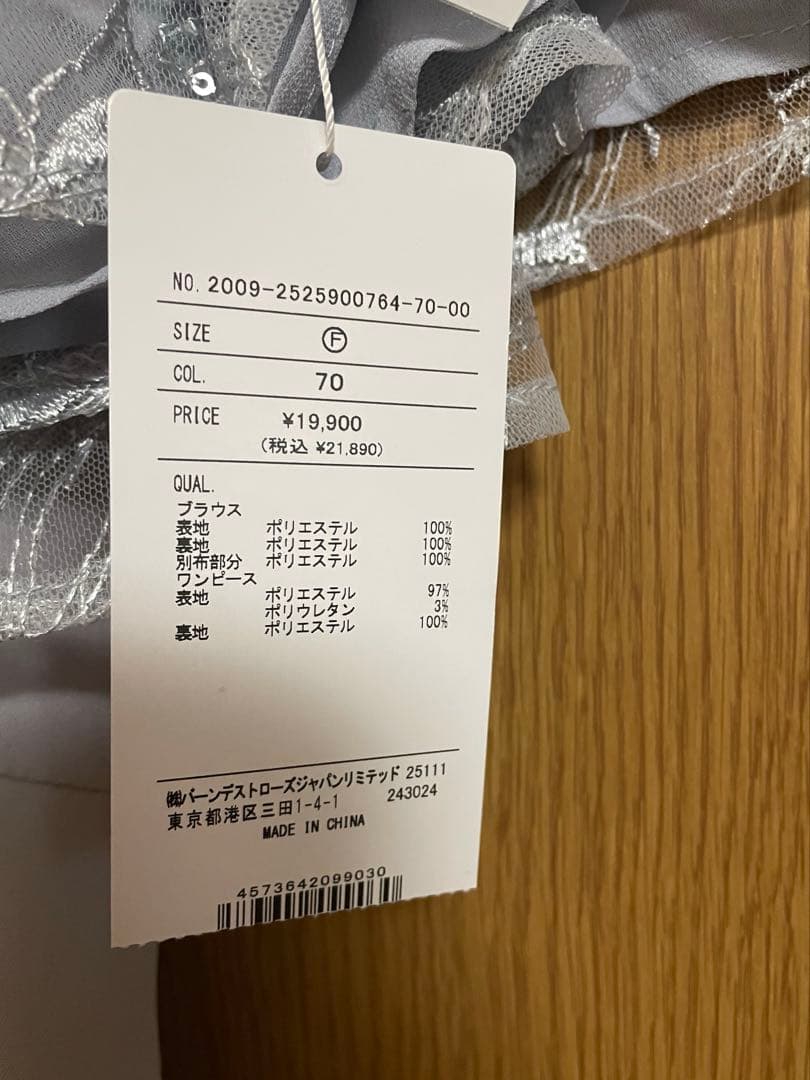 NO. 2009-2525900764-70-00
SIZE Ⓕ
COL. 70
PRICE ¥19,900
(税込 ¥21,890)
QUAL.
ブラウス
表地 ポリエステル 100%
裏地 ポリエステル 100%
別布部分 ポリエステル 100%
ワンピース
表地 ポリエステル 97%
ポリウレタン 3%
裏地 ポリエステル 100%
㈱バーンデストローズジャパンリミテッド 25111
東京都港区三田1-4-1 243024
MADE IN CHINA
4573642099030